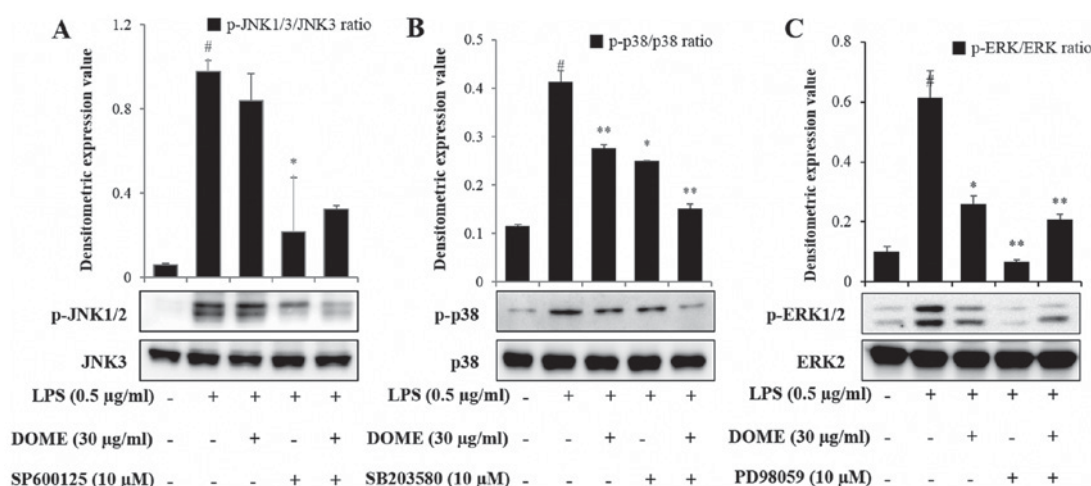 A
p-JNK1/3/JNK3 ratio
Densitometric expression value
1.2
0.8
0.4
0
#
*
p-JNK1/2
JNK3
LPS (0.5 µg/ml) - + + + +
DOME (30 µg/ml) - - + - +
SP600125 (10 µM) - - - + +
B
p-p38/p38 ratio
Densitometric expression value
0.5
0.4
0.3
0.2
0.1
0
#
**
*
**
p-p38
p38
LPS (0.5 µg/ml) - + + + +
DOME (30 µg/ml) - - + - +
SB203580 (10 µM) - - - + +
C
p-ERK/ERK ratio
Densitometric expression value
0.8
0.6
0.4
0.2
0
#
*
**
**
p-ERK1/2
ERK2
LPS (0.5 µg/ml) - + + + +
DOME (30 µg/ml) - - + - +
PD98059 (10 µM) - - - + +